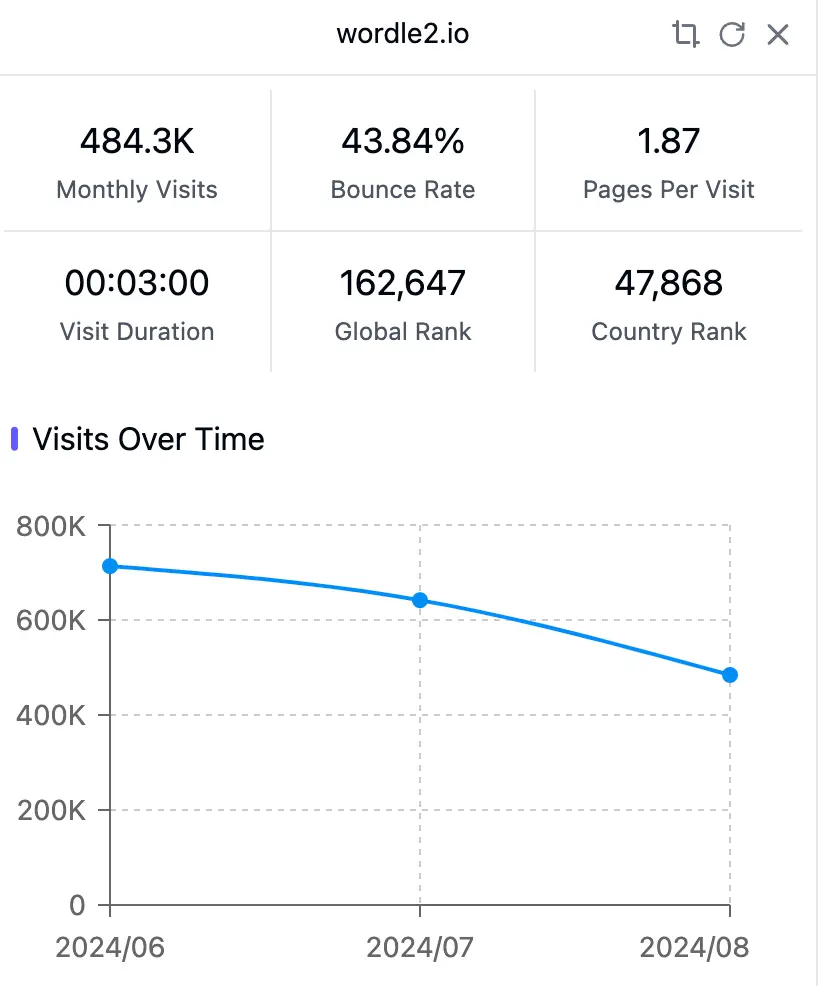 wordle2.io
484.3K 43.84% 1.87
Monthly Visits Bounce Rate Pages Per Visit
00:03:00 162,647 47,868
Visit Duration Global Rank Country Rank
Visits Over Time
800K
600K
400K
200K
0
2024/06 2024/07 2024/08